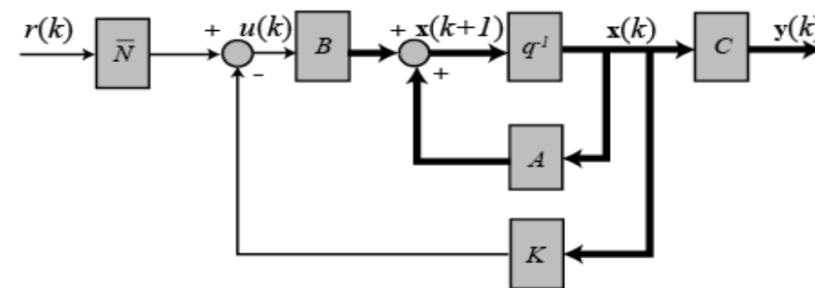 r(k) N̅ + - u(k) B + + x(k+1) q⁻¹ x(k) C y(k)
A
K